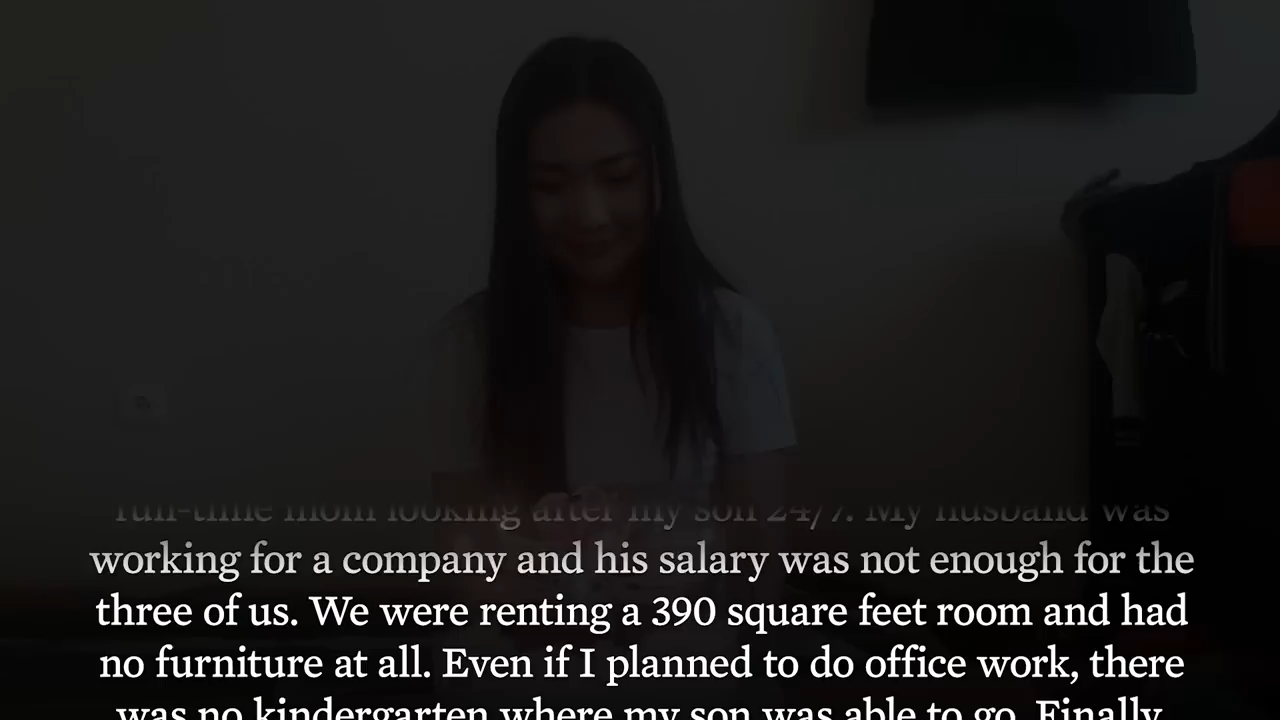 full-time mom looking after my son 24/7. My husband was
working for a company and his salary was not enough for the
three of us. We were renting a 390 square feet room and had
no furniture at all. Even if I planned to do office work, there
was no kindergarten where my son was able to go. Finally,